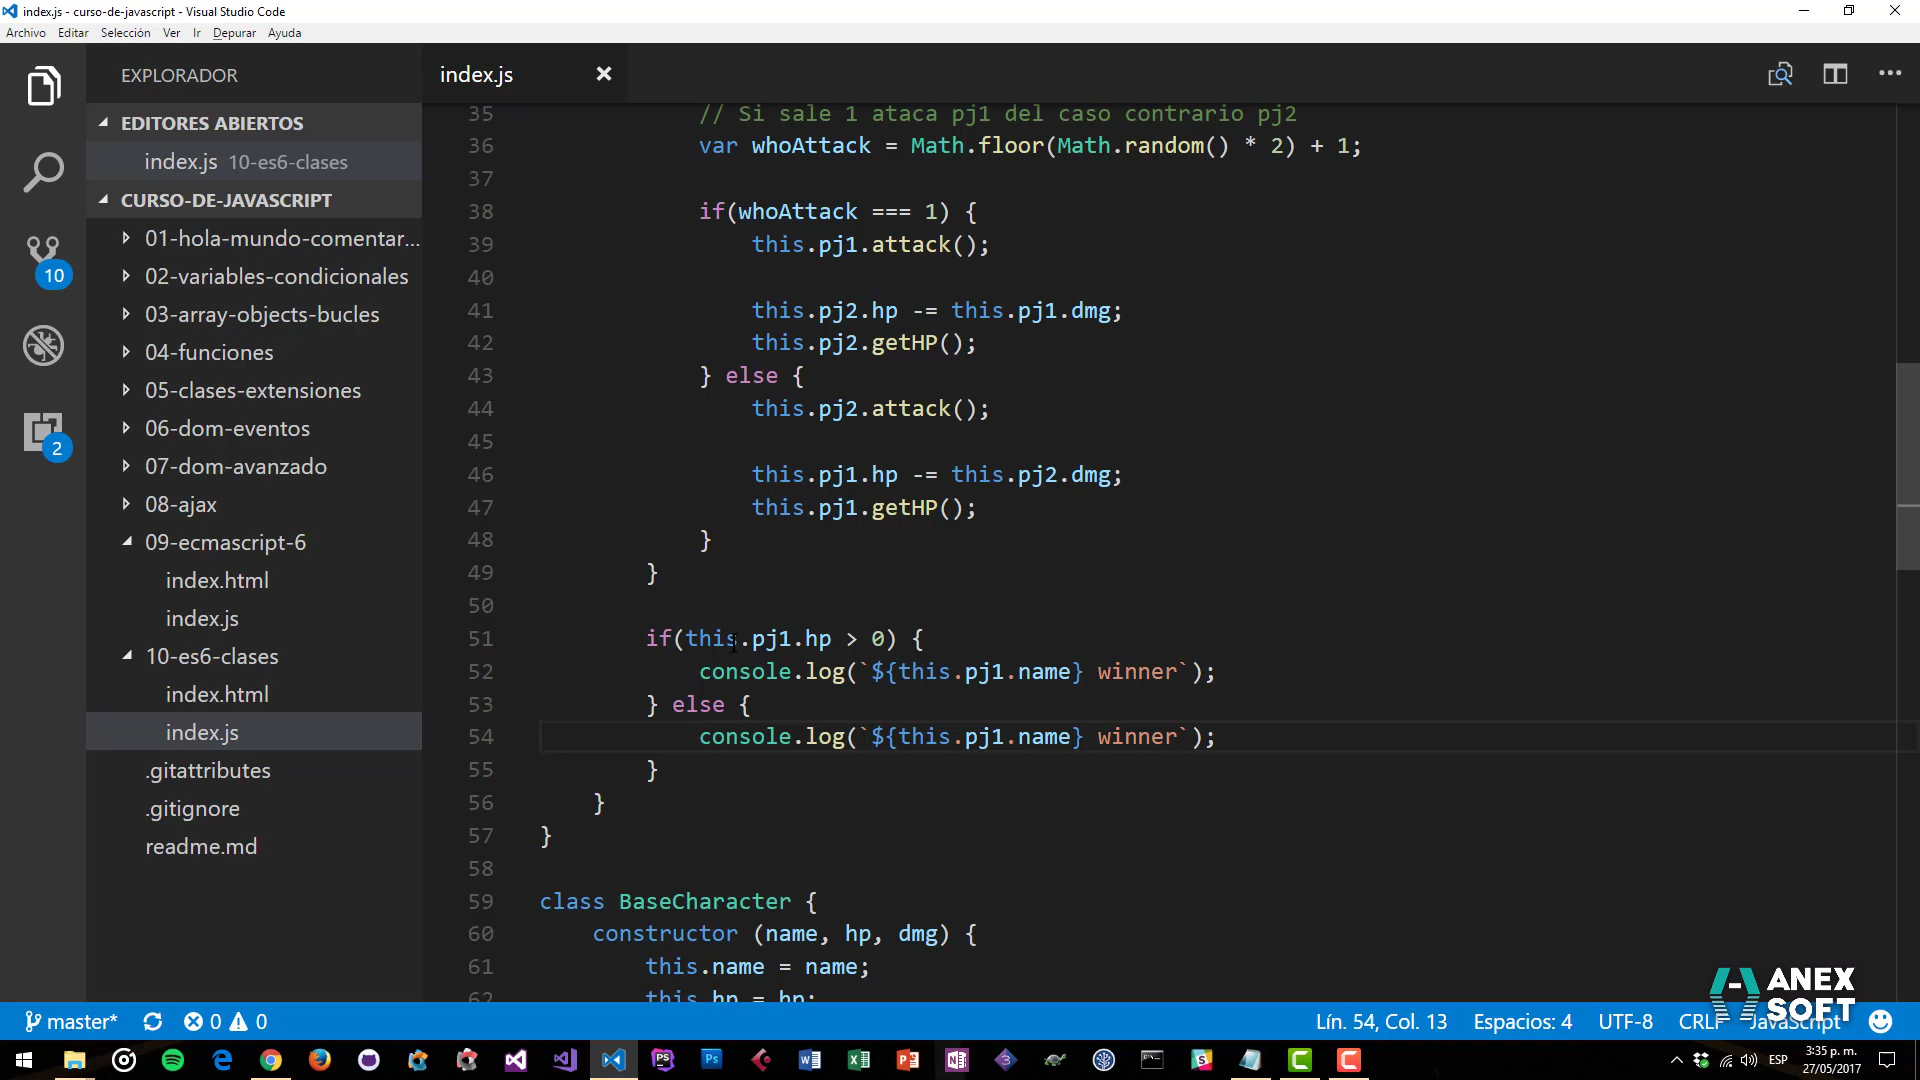 index.js - curso-de-javascript - Visual Studio Code
Archivo Editar Selección Ver Ir Depurar Ayuda
EXPLORADOR
EDITORES ABIERTOS
index.js 10-es6-clases
CURSO-DE-JAVASCRIPT
01-hola-mundo-comentar...
02-variables-condicionales
03-array-objects-bucles
04-funciones
05-clases-extensiones
06-dom-eventos
07-dom-avanzado
08-ajax
09-ecmascript-6
index.html
index.js
10-es6-clases
index.html
index.js
.gitattributes
.gitignore
readme.md
10
2
index.js
35 // Si sale 1 ataca pj1 del caso contrario pj2
36 var whoAttack = Math.floor(Math.random() * 2) + 1;
37
38 if(whoAttack === 1) {
39 this.pj1.attack();
40
41 this.pj2.hp -= this.pj1.dmg;
42 this.pj2.getHP();
43 } else {
44 this.pj2.attack();
45
46 this.pj1.hp -= this.pj2.dmg;
47 this.pj1.getHP();
48 }
49 }
50
51 if(this.pj1.hp > 0) {
52 console.log(`${this.pj1.name} winner`);
53 } else {
54 console.log(`${this.pj1.name} winner`);
55 }
56 }
57 }
58
59 class BaseCharacter {
60 constructor (name, hp, dmg) {
61 this.name = name;
62 this.hp = hp;
ANEX
SOFT
master* 0 0 Lín. 54, Col. 13 Espacios: 4 UTF-8 CRLF JavaScript
ESP 3:35 p. m.
27/05/2017